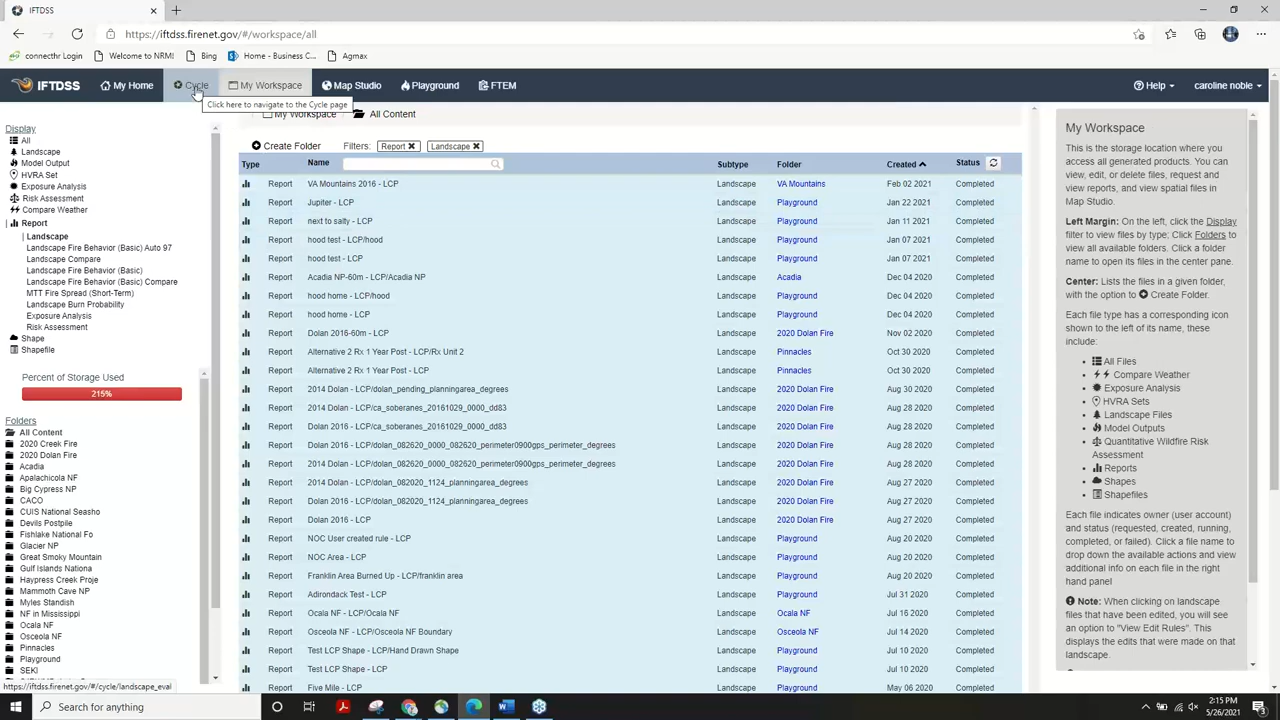 IFTDSS
https://iftdss.firenet.gov/#/workspace/all
connecthr Login
Welcome to NRM!
Bing
Home - Business C...
Agmax
IFTDSS
My Home
Cycle
My Workspace
Map Studio
Playground
FTEM
Help
caroline noble
Click here to navigate to the Cycle page
My Workspace
All Content
Create Folder
Filters:
Report
Landscape
Display
All
Landscape
Model Output
HVRA Set
Exposure Analysis
Risk Assessment
Compare Weather
Report
Landscape
Landscape Fire Behavior (Basic) Auto 97
Landscape Compare
Landscape Fire Behavior (Basic)
Landscape Fire Behavior (Basic) Compare
MTT Fire Spread (Short-Term)
Landscape Burn Probability
Exposure Analysis
Risk Assessment
Shape
Shapefile
Percent of Storage Used
215%
Folders
All Content
2020 Creek Fire
2020 Dolan Fire
Acadia
Apalachicola NF
Big Cypress NP
CACO
CUIS National Seasho
Devils Postpile
Fishlake National Fo
Glacier NP
Great Smoky Mountain
Gulf Islands Nationa
Haypress Creek Proje
Mammoth Cave NP
Myles Standish
NF in Mississippi
Ocala NF
Osceola NF
Pinnacles
Playground
SEKI
https://iftdss.firenet.gov/#/cycle/landscape_eval
Type Name Subtype Folder Created Status
Report VA Mountains 2016 - LCP Landscape VA Mountains Feb 02 2021 Completed
Report Jupiter - LCP Landscape Playground Jan 22 2021 Completed
Report next to salty - LCP Landscape Playground Jan 11 2021 Completed
Report hood test - LCP/hood Landscape Playground Jan 07 2021 Completed
Report hood test - LCP Landscape Playground Jan 07 2021 Completed
Report Acadia NP-60m - LCP/Acadia NP Landscape Acadia Dec 04 2020 Completed
Report hood home - LCP/hood Landscape Playground Dec 04 2020 Completed
Report hood home - LCP Landscape Playground Dec 04 2020 Completed
Report Dolan 2016-60m - LCP Landscape 2020 Dolan Fire Nov 02 2020 Completed
Report Alternative 2 Rx 1 Year Post - LCP/Rx Unit 2 Landscape Pinnacles Oct 30 2020 Completed
Report Alternative 2 Rx 1 Year Post - LCP Landscape Pinnacles Oct 30 2020 Completed
Report 2014 Dolan - LCP/dolan_pending_planningarea_degrees Landscape 2020 Dolan Fire Aug 30 2020 Completed
Report 2014 Dolan - LCP/ca_soberanes_20161029_0000_dd83 Landscape 2020 Dolan Fire Aug 28 2020 Completed
Report Dolan 2016 - LCP/ca_soberanes_20161029_0000_dd83 Landscape 2020 Dolan Fire Aug 28 2020 Completed
Report Dolan 2016 - LCP/dolan_082620_0000_082620_perimeter0900gps_perimeter_degrees Landscape 2020 Dolan Fire Aug 28 2020 Completed
Report 2014 Dolan - LCP/dolan_082620_0000_082620_perimeter0900gps_perimeter_degrees Landscape 2020 Dolan Fire Aug 28 2020 Completed
Report 2014 Dolan - LCP/dolan_082020_1124_planningarea_degrees Landscape 2020 Dolan Fire Aug 27 2020 Completed
Report Dolan 2016 - LCP/dolan_082020_1124_planningarea_degrees Landscape 2020 Dolan Fire Aug 27 2020 Completed
Report Dolan 2016 - LCP Landscape 2020 Dolan Fire Aug 27 2020 Completed
Report NOC User created rule - LCP Landscape Playground Aug 20 2020 Completed
Report NOC Area - LCP Landscape Playground Aug 20 2020 Completed
Report Franklin Area Burned Up - LCP/franklin area Landscape Playground Aug 20 2020 Completed
Report Adirondack Test - LCP Landscape Playground Jul 31 2020 Completed
Report Ocala NF - LCP/Ocala NF Landscape Ocala NF Jul 16 2020 Completed
Report Osceola NF - LCP/Osceola NF Boundary Landscape Osceola NF Jul 14 2020 Completed
Report Test LCP Shape - LCP/Hand Drawn Shape Landscape Playground Jul 10 2020 Completed
Report Test LCP Shape - LCP Landscape Playground Jul 10 2020 Completed
Report Five Mile - LCP Landscape Playground May 06 2020 Completed
My Workspace
This is the storage location where you
access all generated products. You can
view, edit, or delete files, request and
view reports, and view spatial files in
Map Studio.
Left Margin: On the left, click the Display
filter to view files by type; Click Folders to
view all available folders. Click a folder
name to open its files in the center pane.
Center: Lists the files in a given folder,
with the option to Create Folder.
Each file type has a corresponding icon
shown to the left of its name, these
include:
All Files
Compare Weather
Exposure Analysis
HVRA Sets
Landscape Files
Model Outputs
Quantitative Wildfire Risk
Assessment
Reports
Shapes
Shapefiles
Each file indicates owner (user account)
and status (requested, created, running,
completed, or failed). Click a file name to
drop down the available actions and view
additional info on each file in the right
hand panel
Note: When clicking on landscape
files that have been edited, you will see
an option to "View Edit Rules". This
displays the edits that were made on that
landscape.
Search for anything
2:15 PM
5/26/2021